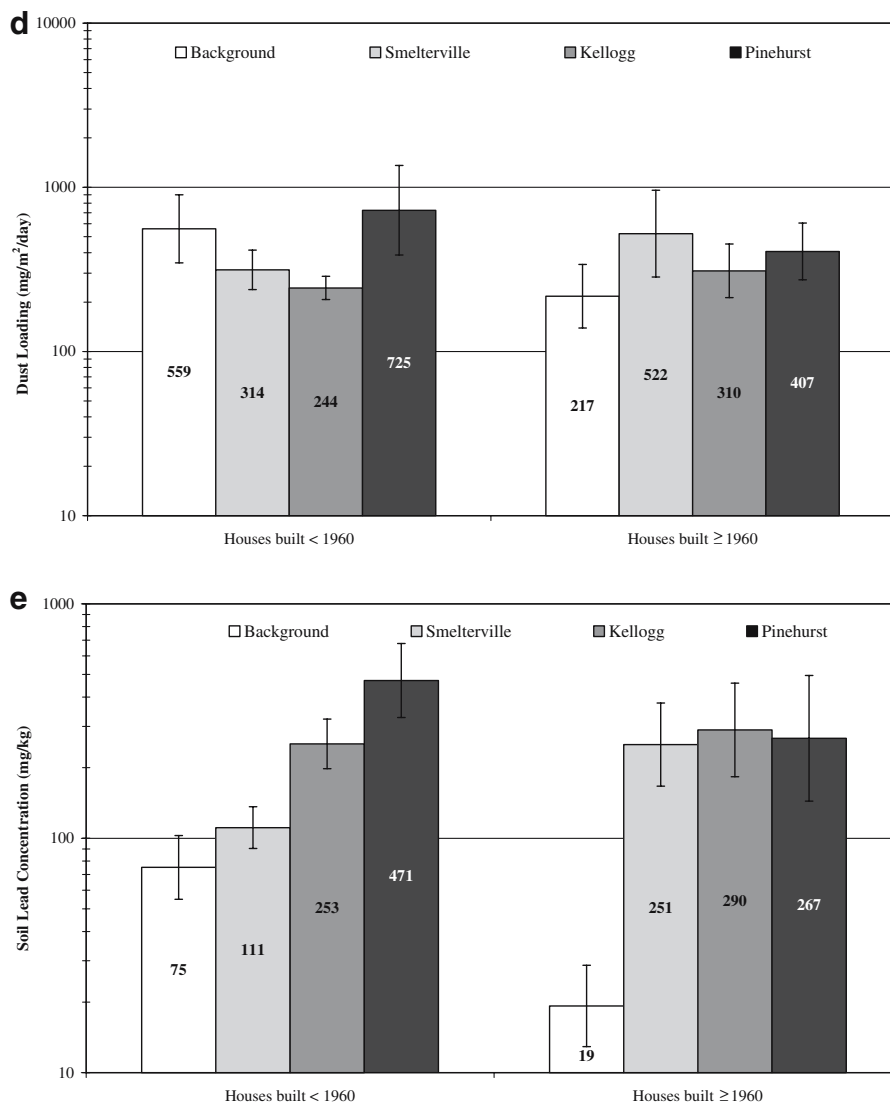 d
10000
Background Smelterville Kellogg Pinehurst
1000
Dust Loading (mg/m²/day)
100
559 314 244 725 217 522 310 407
10
Houses built < 1960 Houses built ≥ 1960
e
1000
Background Smelterville Kellogg Pinehurst
Soil Lead Concentration (mg/kg)
100
75 111 253 471 19 251 290 267
10
Houses built < 1960 Houses built ≥1960